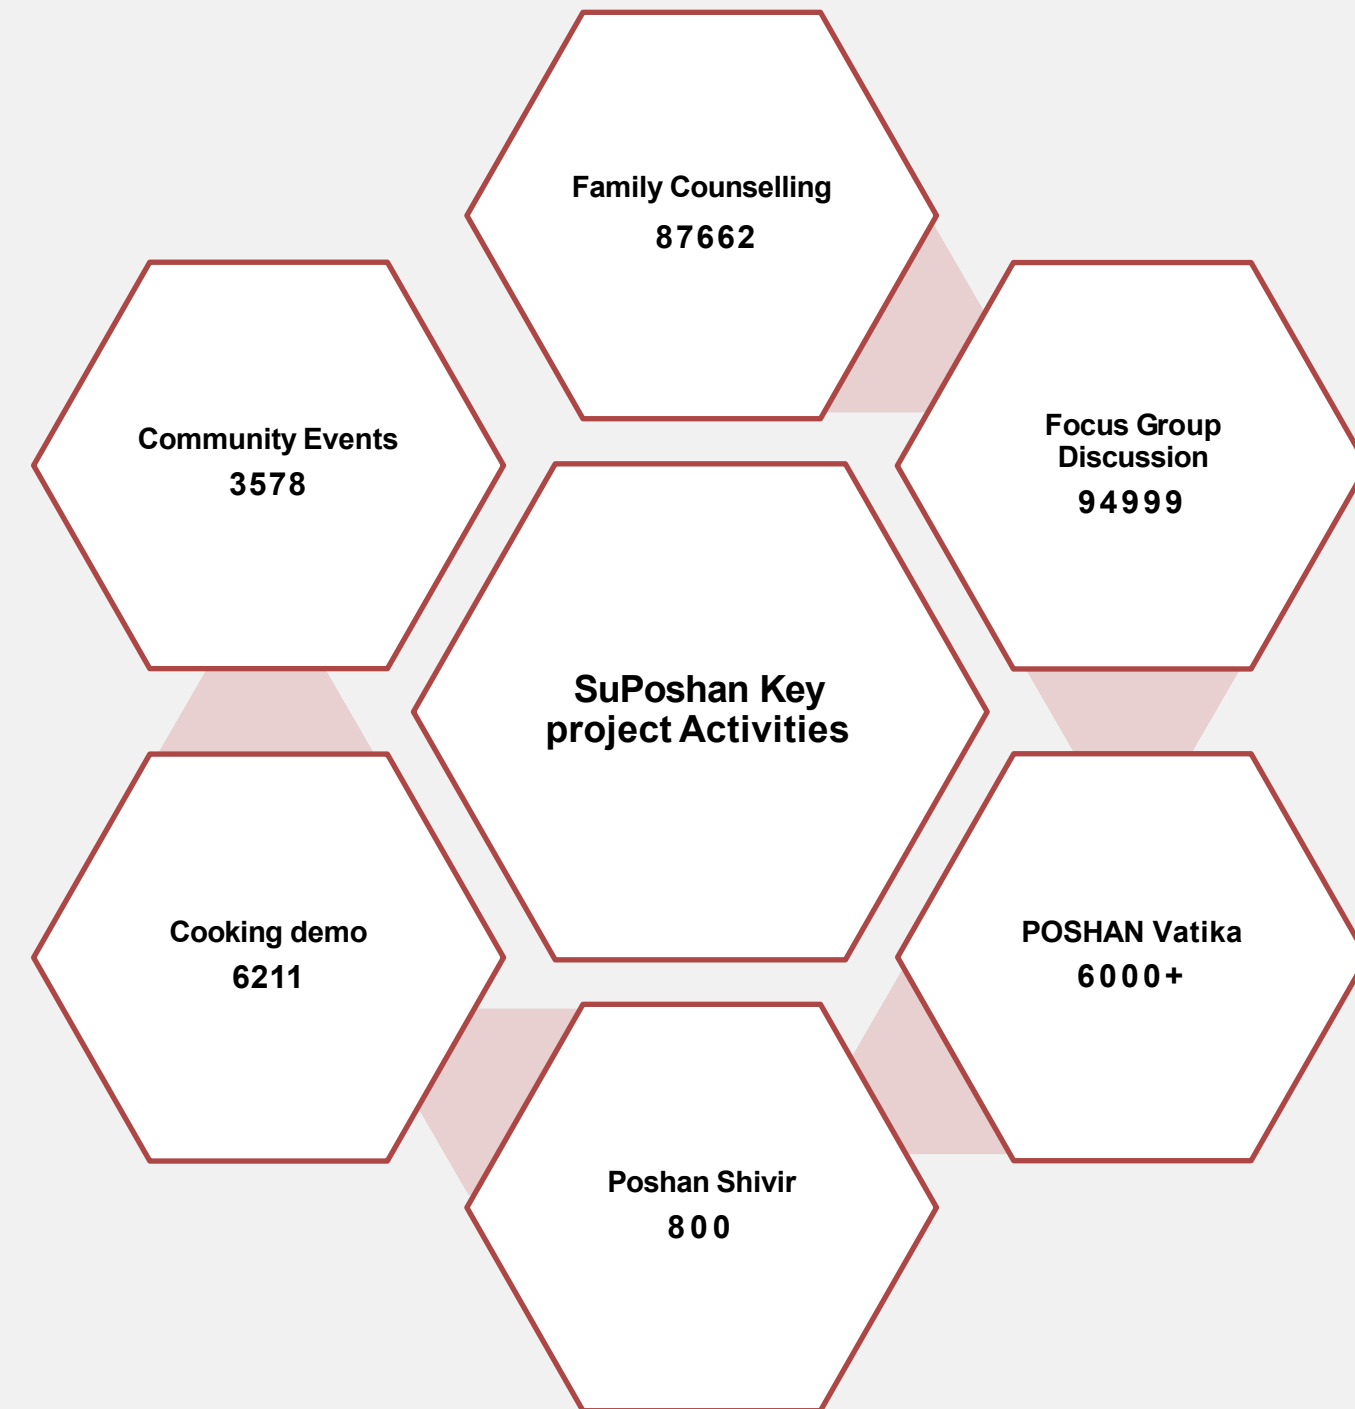 Family Counselling
87662
Community Events
3578
Focus Group
Discussion
94999
SuPoshan Key
project Activities
Cooking demo
6211
POSHAN Vatika
6000+
Poshan Shivir
800